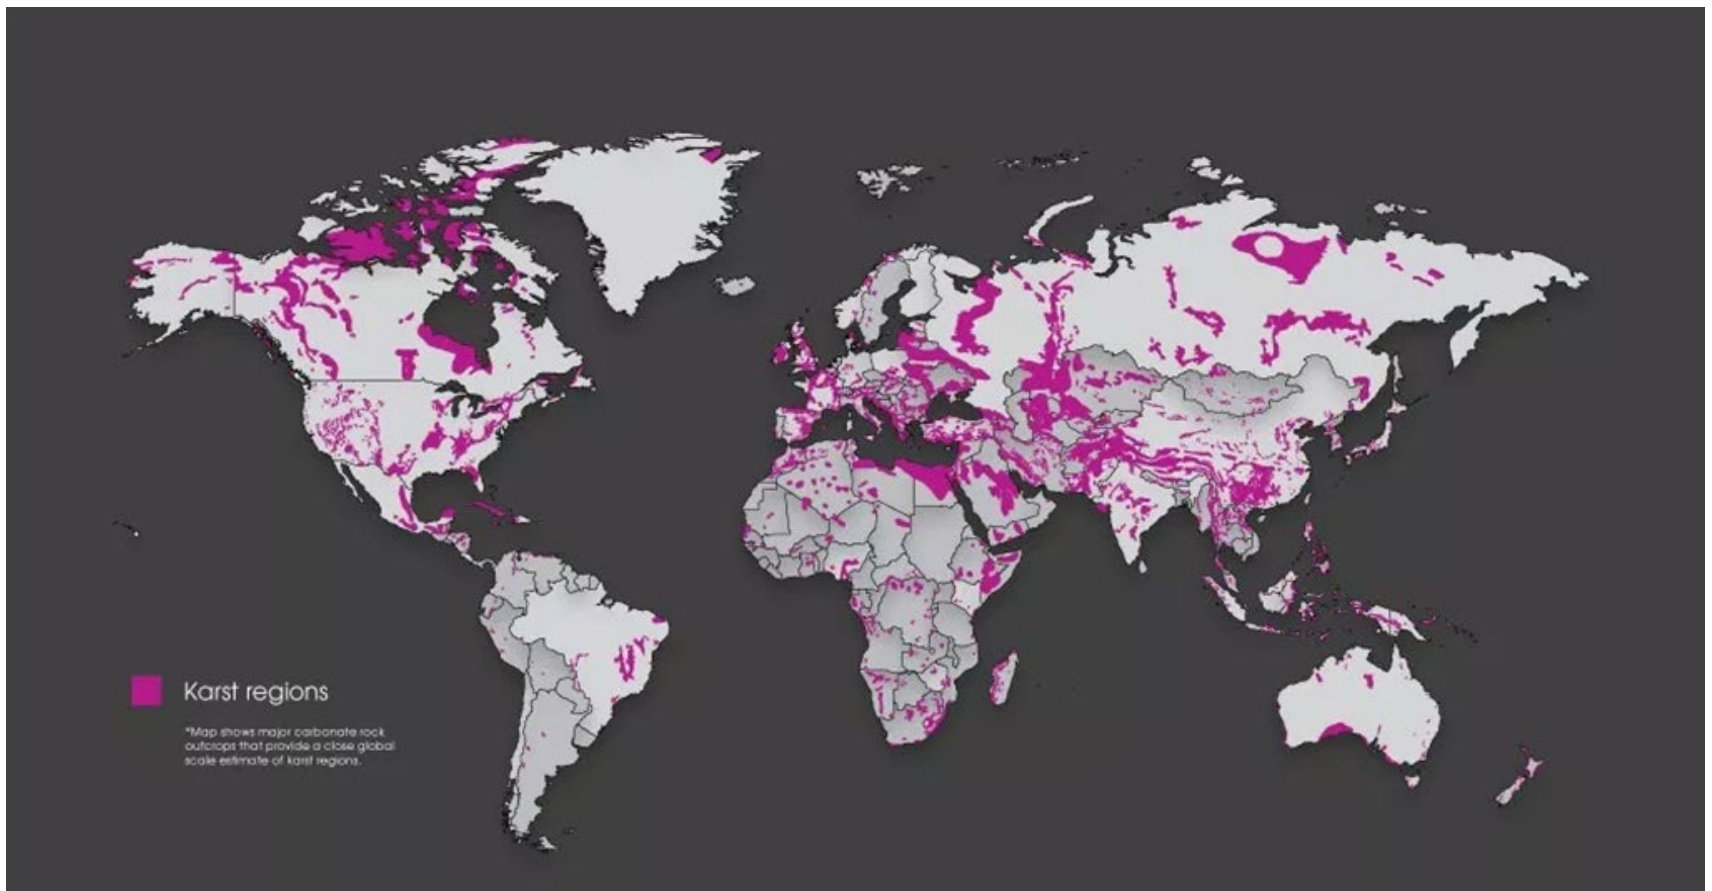 Karst regions
*Map shows major carbonate rock
outcrops that provide a close global
scale estimate of karst regions.